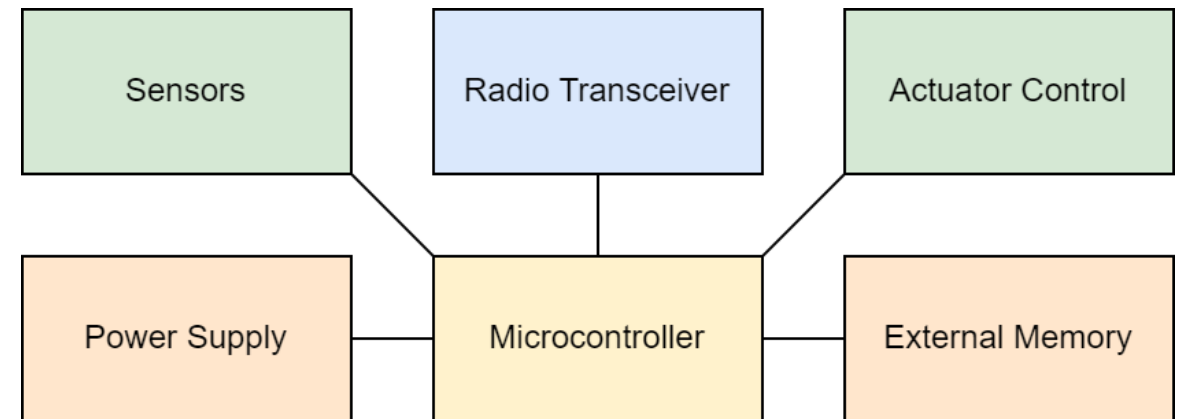 Sensors
Radio Transceiver
Actuator Control
Power Supply
Microcontroller
External Memory